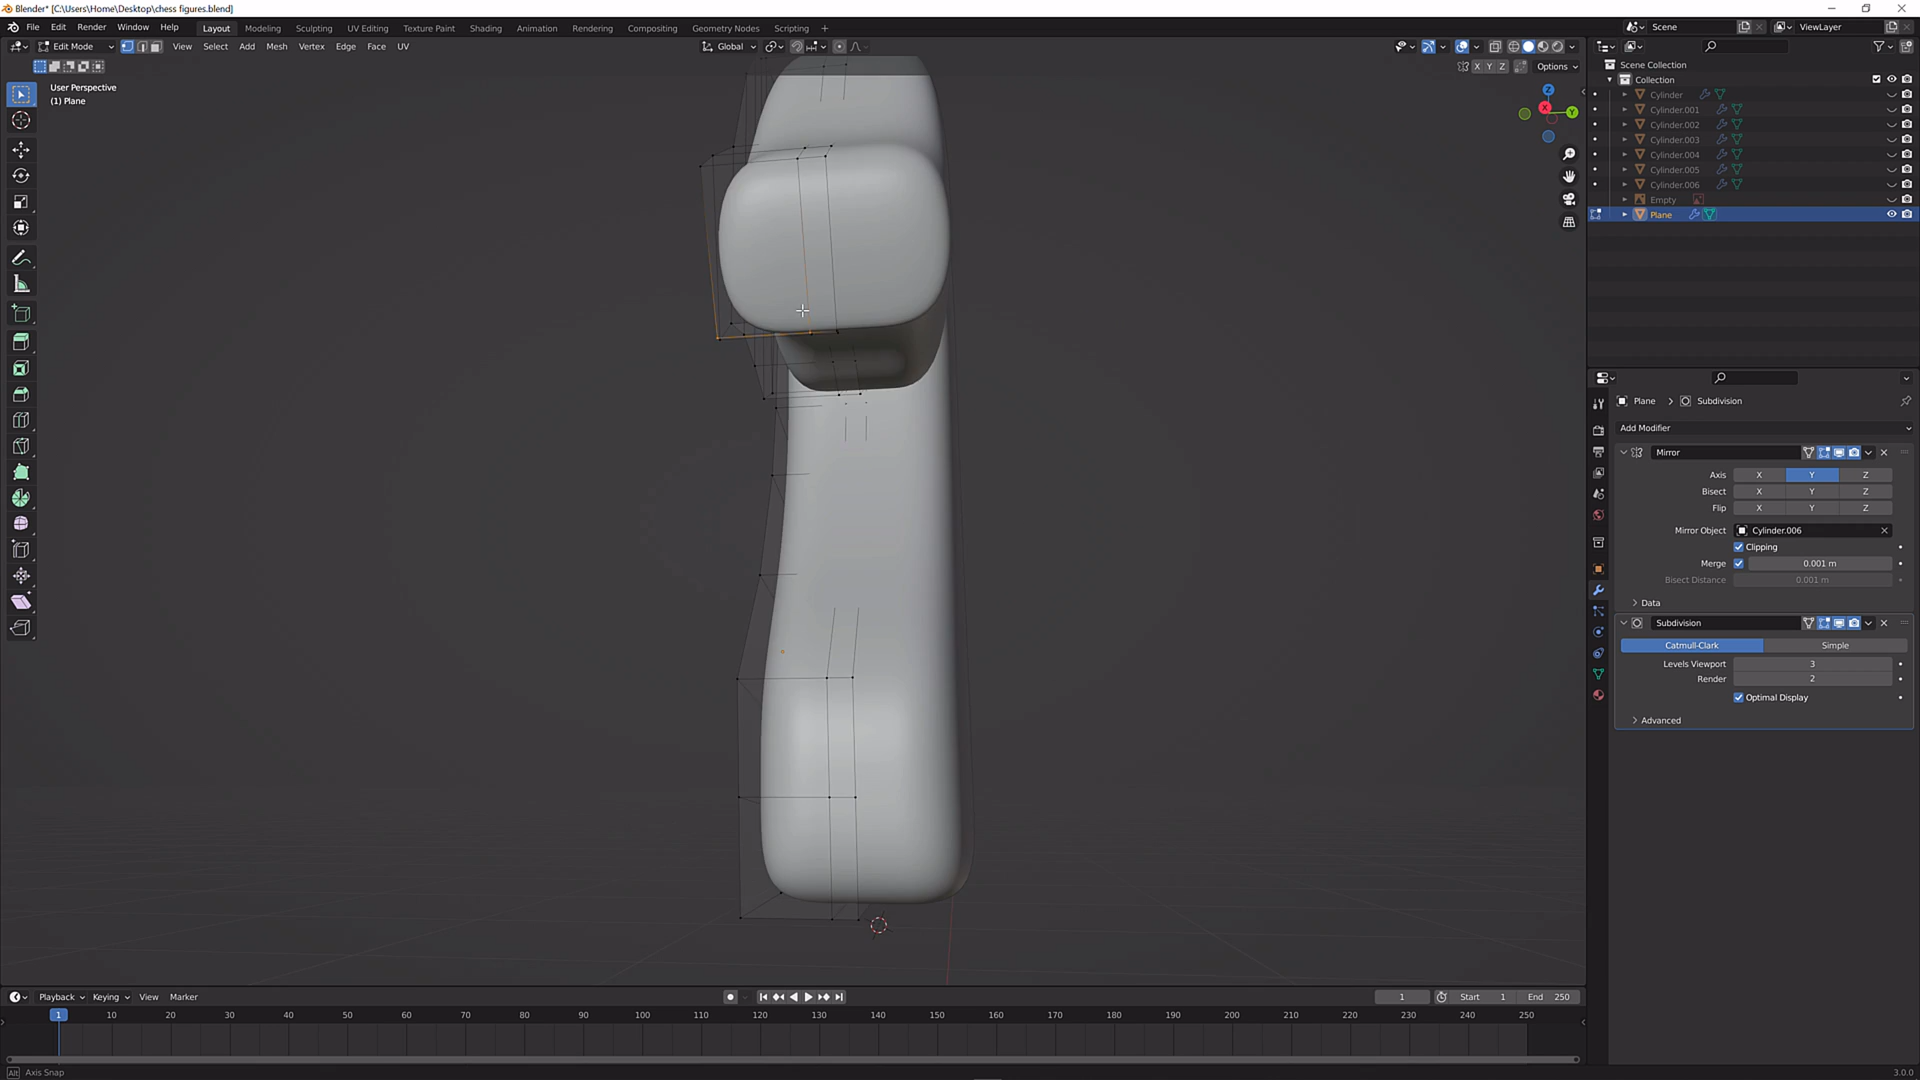 Blender* [C:\Users\Home\Desktop\chess figures.blend]
File Edit Render Window Help Layout Modeling Sculpting UV Editing Texture Paint Shading Animation Rendering Compositing Geometry Nodes Scripting + Scene ViewLayer
Edit Mode View Select Add Mesh Vertex Edge Face UV Global
X Y Z Options
User Perspective
(1) Plane
Z
X
Y
Scene Collection
Collection
Cylinder
Cylinder.001
Cylinder.002
Cylinder.003
Cylinder.004
Cylinder.005
Cylinder.006
Empty
Plane
Plane > Subdivision
Add Modifier
Mirror
Axis X Y Z
Bisect X Y Z
Flip X Y Z
Mirror Object Cylinder.006
Clipping
Merge 0.001 m
Bisect Distance 0.001 m
Data
Subdivision
Catmull-Clark Simple
Levels Viewport 3
Render 2
Optimal Display
Advanced
Playback Keying View Marker 1 Start 1 End 250
1 10 20 30 40 50 60 70 80 90 100 110 120 130 140 150 160 170 180 190 200 210 220 230 240 250
Alt Axis Snap 3.0.0